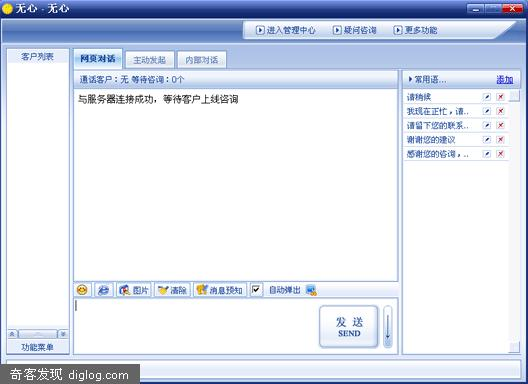 无心 - 无心
进入管理中心 疑问咨询 更多功能
客户列表
网页对话 主动发起 内部对话
通话客户：无 等待咨询：0个
与服务器连接成功，等待客户上线咨询
常用语... 添加
请稍候
我现在正忙，请..
请留下您的联系..
谢谢您的建议
感谢您的咨询，..
图片 清除 消息预知 自动弹出
发 送
SEND
功能菜单
奇客发现 diglog.com